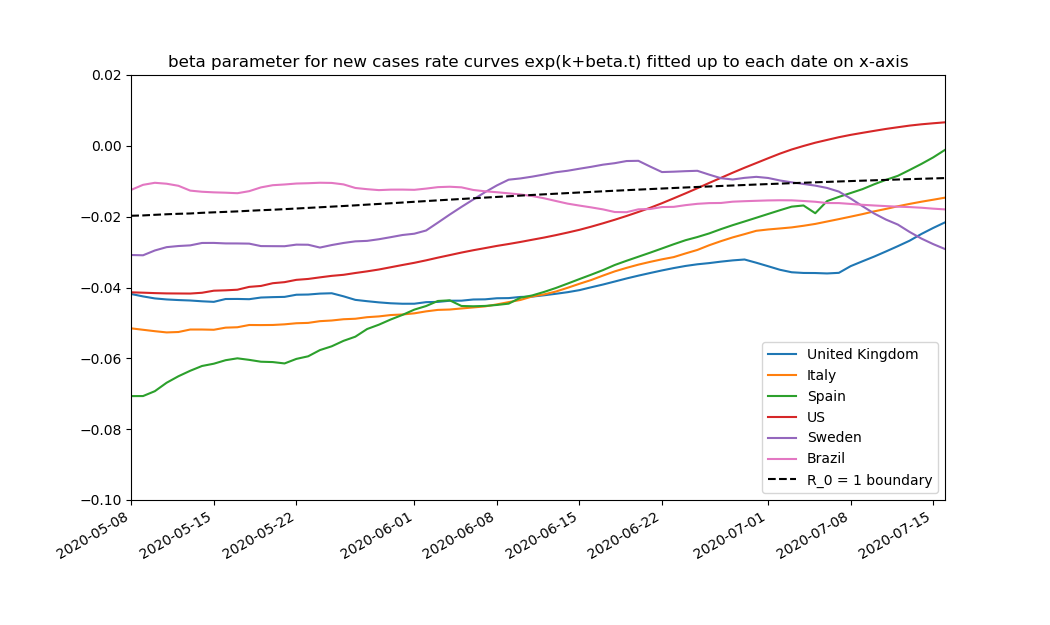 beta parameter for new cases rate curves exp(k+beta.t) fitted up to each date on x-axis
0.02
0.00
−0.02
−0.04
−0.06
−0.08
−0.10
United Kingdom
Italy
Spain
US
Sweden
Brazil
R_0 = 1 boundary
2020-05-08
2020-05-15
2020-05-22
2020-06-01
2020-06-08
2020-06-15
2020-06-22
2020-07-01
2020-07-08
2020-07-15